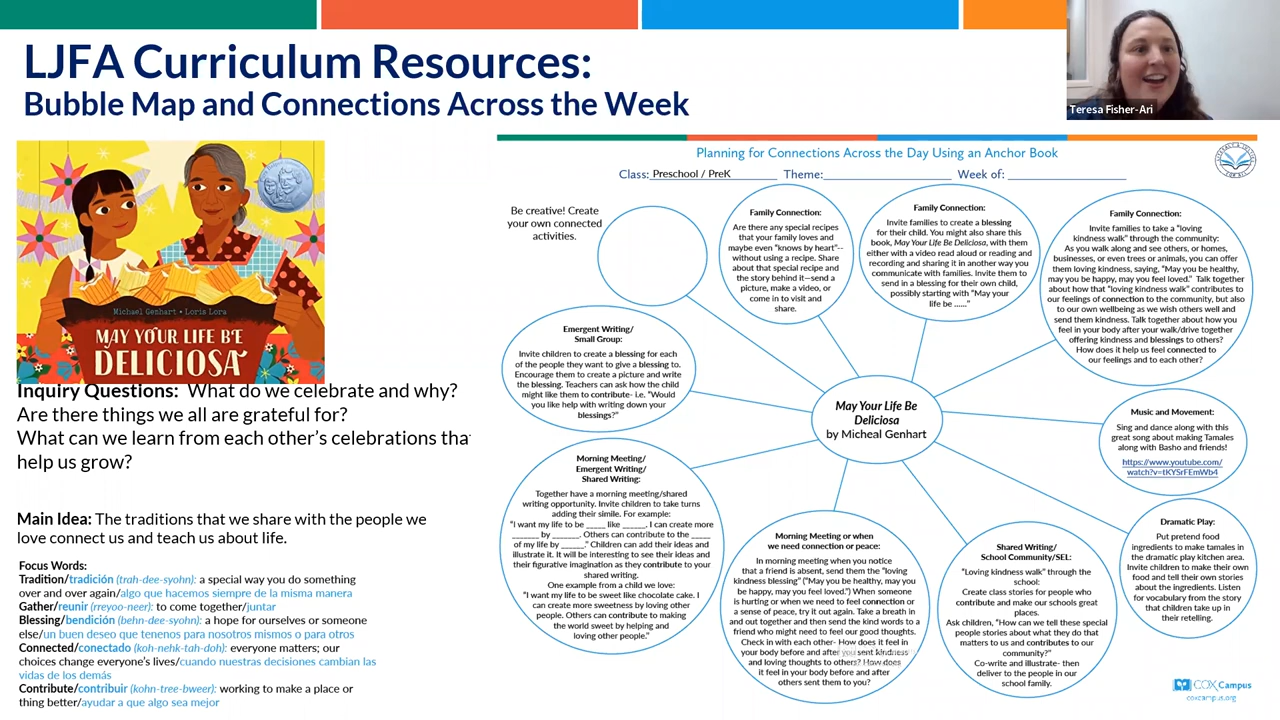 LJFA Curriculum Resources:
Bubble Map and Connections Across the Week
Teresa Fisher-Ari
Michael Genhart • Loris Lora
MAY YOUR LIFE BE
DELICIOSA
Inquiry Questions: What do we celebrate and why?
Are there things we all are grateful for?
What can we learn from each other's celebrations tha
help us grow?
Main Idea: The traditions that we share with the people we
love connect us and teach us about life.
Focus Words:
Tradition/tradición (trah-dee-syohn): a special way you do something
over and over again/algo que hacemos siempre de la misma manera
Gather/reunir (rreyoo-neer): to come together/juntar
Blessing/bendición (behn-dee-syohn): a hope for ourselves or someone
else/un buen deseo que tenenos para nosotros mismos o para otros
Connected/conectado (koh-nehk-tah-doh): everyone matters; our
choices change everyone's lives/cuando nuestras decisiones cambian las
vidas de los demás
Contribute/contribuir (kohn-tree-bweer): working to make a place or
thing better/ayudar a que algo sea mejor
Planning for Connections Across the Day Using an Anchor Book
Class: Preschool / PreK Theme: Week of:
Be creative! Create
your own connected
activities.
Family Connection:
Are there any special recipes
that your family loves and
maybe even "knows by heart"--
without using a recipe. Share
about that special recipe and
the story behind it—send a
picture, make a video, or
come in to visit and
share.
Family Connection:
Invite families to create a blessing
for their child. You might also share this
book, May Your Life Be Deliciosa, with them
either with a video read aloud or reading and
recording and sharing it in another way you
communicate with families. Invite them to
send in a blessing for their own child,
possibly starting with "May your
life be ......"
Family Connection:
Invite families to take a "loving
kindness walk" through the community:
As you walk along and see others, or homes,
businesses, or even trees or animals, you can offer
them loving kindness, saying, "May you be healthy,
may you be happy, may you feel loved." Talk together
about how that "loving kindness walk" contributes to
our feelings of connection to the community, but also
to our own wellbeing as we wish others well and
send them kindness. Talk together about how you
feel in your body after your walk/drive together
offering kindness and blessings to others?
How does it help us feel connected to
our feelings and to each other?
Emergent Writing/
Small Group:
Invite children to create a blessing for each
of the people they want to give a blessing to.
Encourage them to create a picture and write
the blessing. Teachers can ask how the child
might like them to contribute- i.e. "Would
you like help with writing down your
blessings?"
May Your Life Be
Deliciosa
by Micheal Genhart
Music and Movement:
Sing and dance along with this
great song about making Tamales
along with Basho and friends!
https://www.youtube.com/
watch?v=tKYSrFEmWb4
Morning Meeting/
Emergent Writing/
Shared Writing:
Together have a morning meeting/shared
writing opportunity. Invite children to take turns
adding their simile. For example:
"I want my life to be _____ like ______. I can create more
_______ by _______. Others can contribute to the _____
of my life by ______." Children can add their ideas and
illustrate it. It will be interesting to see their ideas and
their figurative imagination as they contribute to your
shared writing.
One example from a child we love:
"I want my life to be sweet like chocolate cake. I
can create more sweetness by loving other
people. Others can contribute to making
the world sweet by helping and
loving other people."
Morning Meeting or when
we need connection or peace:
In morning meeting when you notice
that a friend is absent, send them the "loving
kindness blessing" ("May you be healthy, may you
be happy, may you feel loved.") When someone
is hurting or when we need to feel connection or
a sense of peace, try it out again. Take a breath in
and out together and then send the kind words to a
friend who might need to feel our good thoughts.
Check in with each other- How does it feel in
your body before and after you sent kindness
and loving thoughts to others? How does
it feel in your body before and after
others sent them to you?
Shared Writing/
School Community/SEL:
"Loving kindness walk" through the
school:
Create class stories for people who
contribute and make our schools great
places.
Ask children, "How can we tell these special
people stories about what they do that
matters to us and contributes to our
community?"
Co-write and illustrate- then
deliver to the people in our
school family.
Dramatic Play:
Put pretend food
ingredients to make tamales in
the dramatic play kitchen area.
Invite children to make their own
food and tell their own stories
about the ingredients. Listen
for vocabulary from the story
that children take up in
their retelling.
COX Campus
coxcampus.org